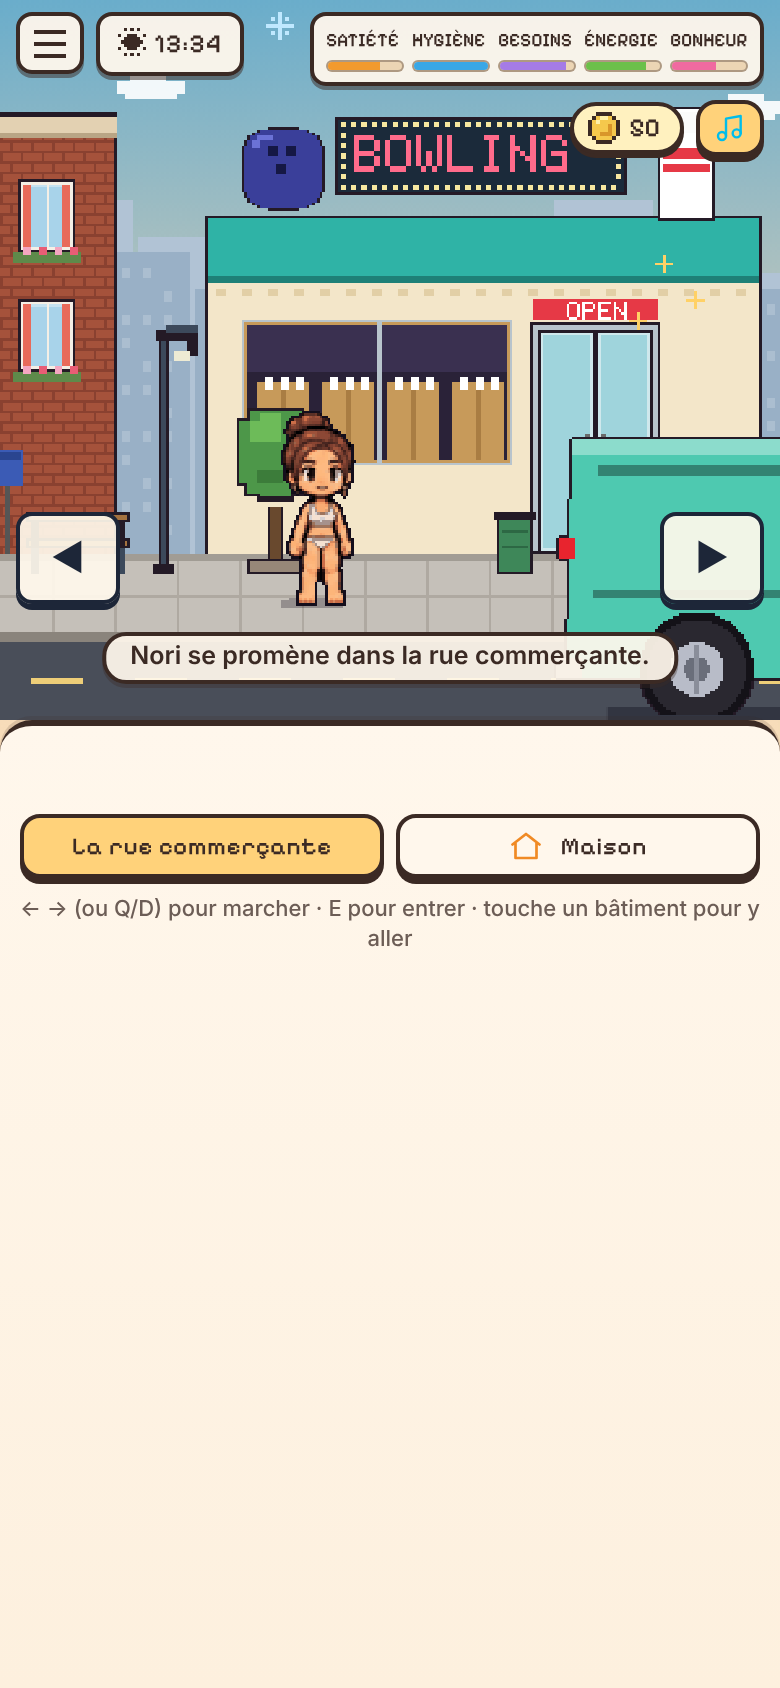 13:34
SATIÉTÉ HYGIÈNE BESOINS ÉNERGIE BONHEUR
50
BOWLING
OPEN
Nori se promène dans la rue commerçante.
La rue commerçante
Maison
← → (ou Q/D) pour marcher · E pour entrer · touche un bâtiment pour y
aller